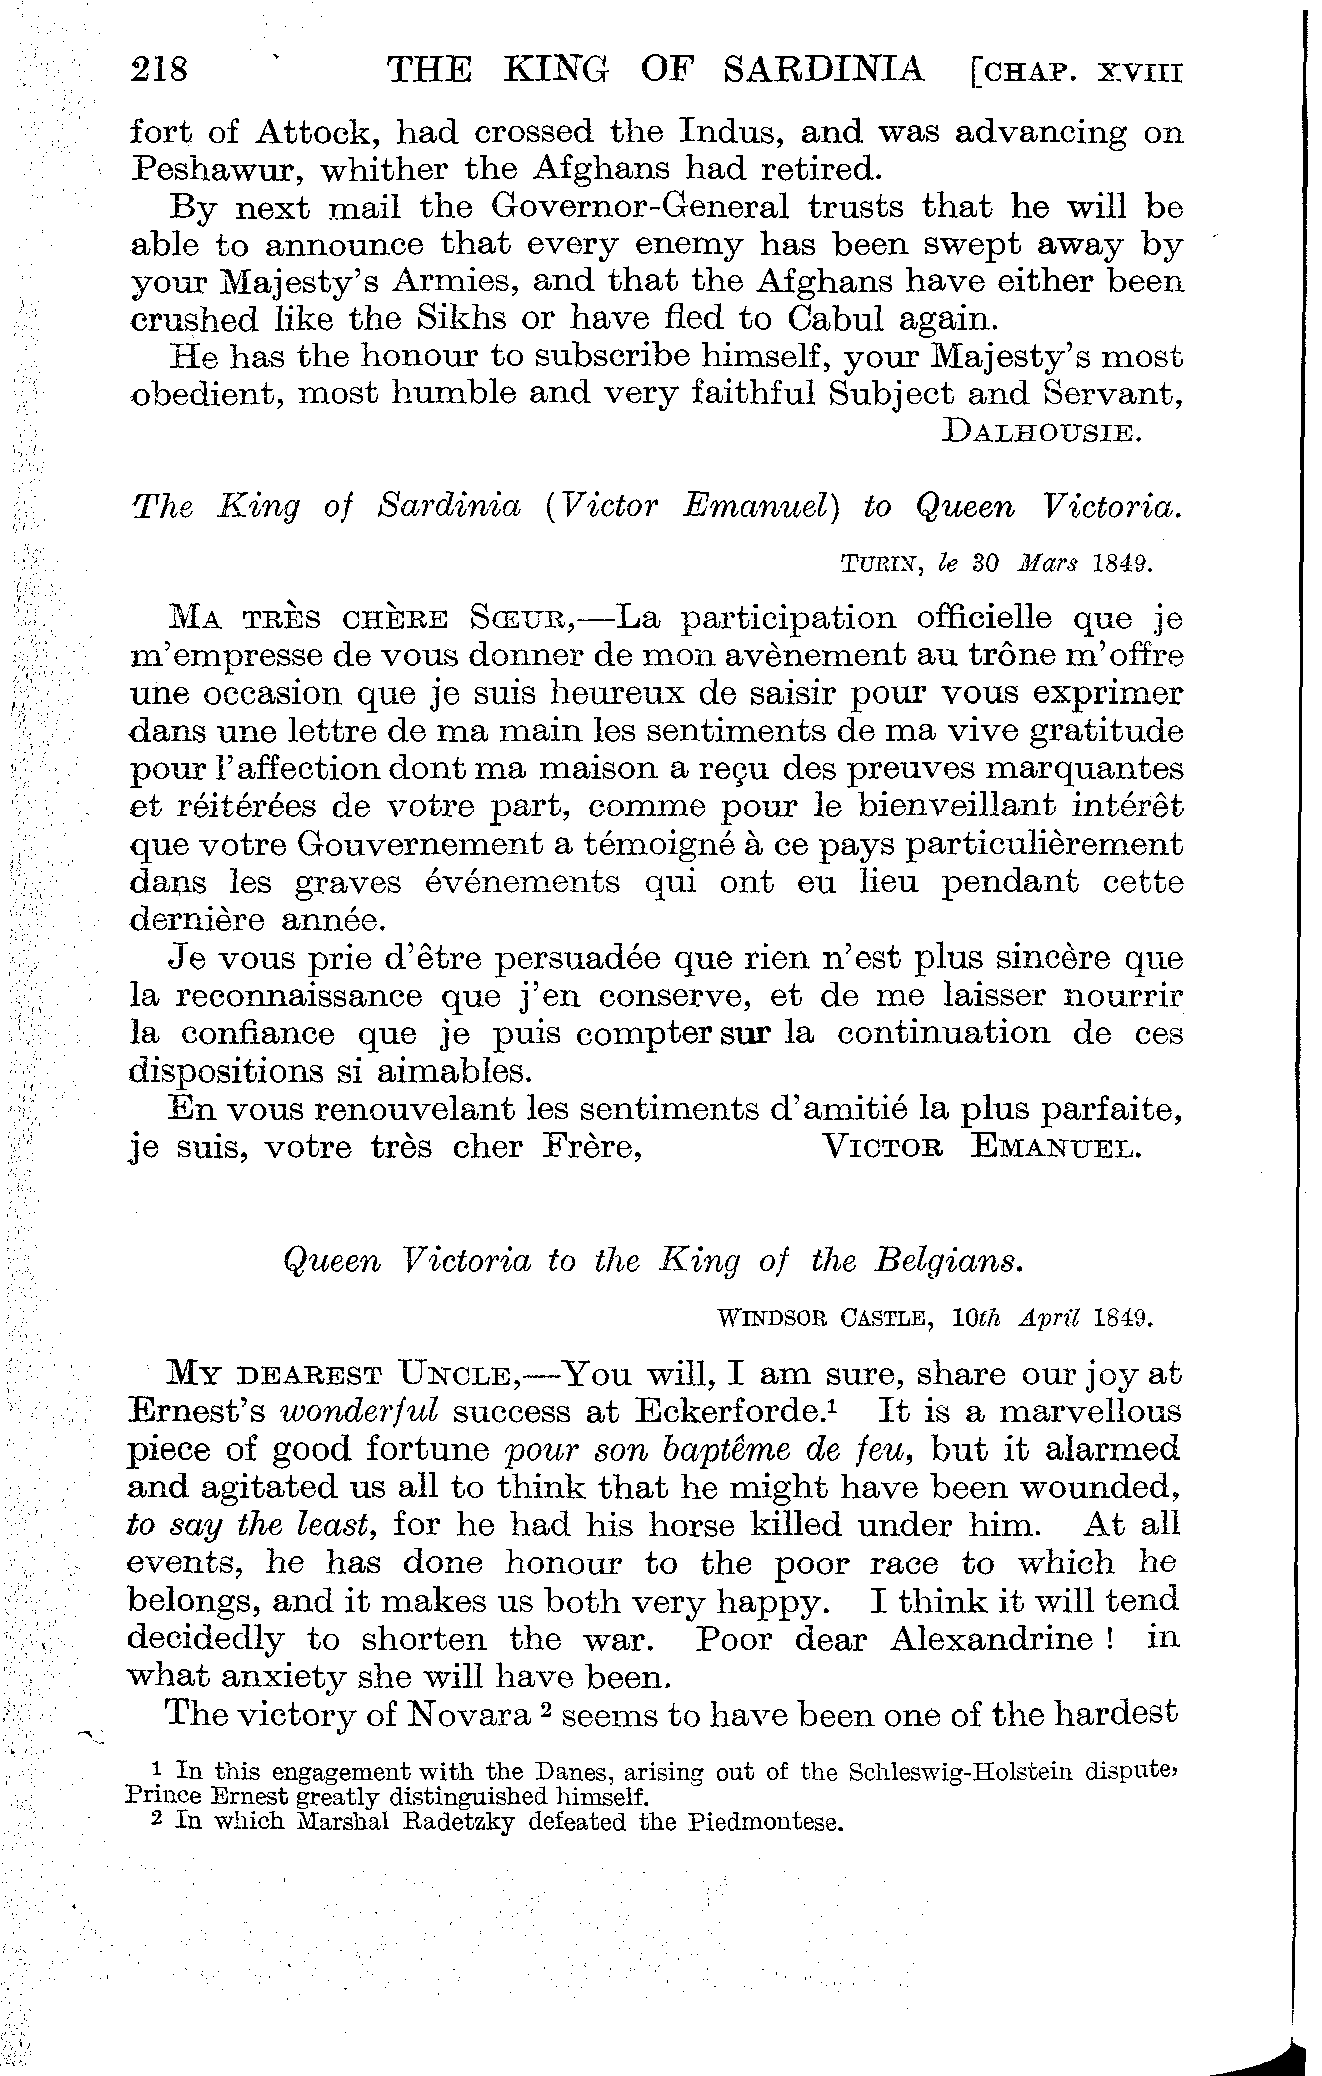 218 THE KING OF SARDINIA [CHAP. XVIII
fort of Attock, had crossed the Indus, and was advancing on
Peshawur, whither the Afghans had retired.
By next mail the Governor-General trusts that he will be
able to announce that every enemy has been swept away by
your Majesty's Armies, and that the Afghans have either been
crushed like the Sikhs or have fled to Cabul again.
He has the honour to subscribe himself, your Majesty's most
obedient, most humble and very faithful Subject and Servant,
DALHOUSIE.
The King of Sardinia (Victor Emanuel) to Queen Victoria.
TURIN, le 30 Mars 1849.
MA TRÈS CHÈRE SŒUR,—La participation officielle que je
m'empresse de vous donner de mon avènement au trône m'offre
une occasion que je suis heureux de saisir pour vous exprimer
dans une lettre de ma main les sentiments de ma vive gratitude
pour l'affection dont ma maison a reçu des preuves marquantes
et réitérées de votre part, comme pour le bienveillant intérêt
que votre Gouvernement a témoigné à ce pays particulièrement
dans les graves événements qui ont eu lieu pendant cette
dernière année.
Je vous prie d'être persuadée que rien n'est plus sincère que
la reconnaissance que j'en conserve, et de me laisser nourrir
la confiance que je puis compter sur la continuation de ces
dispositions si aimables.
En vous renouvelant les sentiments d'amitié la plus parfaite,
je suis, votre très cher Frère, VICTOR EMANUEL.
Queen Victoria to the King of the Belgians.
WINDSOR CASTLE, 10th April 1849.
MY DEAREST UNCLE,—You will, I am sure, share our joy at
Ernest's wonderful success at Eckerforde.¹ It is a marvellous
piece of good fortune pour son baptême de feu, but it alarmed
and agitated us all to think that he might have been wounded,
to say the least, for he had his horse killed under him. At all
events, he has done honour to the poor race to which he
belongs, and it makes us both very happy. I think it will tend
decidedly to shorten the war. Poor dear Alexandrine ! in
what anxiety she will have been.
The victory of Novara ² seems to have been one of the hardest
1 In this engagement with the Danes, arising out of the Schleswig-Holstein dispute,
Prince Ernest greatly distinguished himself.
2 In which Marshal Radetzky defeated the Piedmontese.